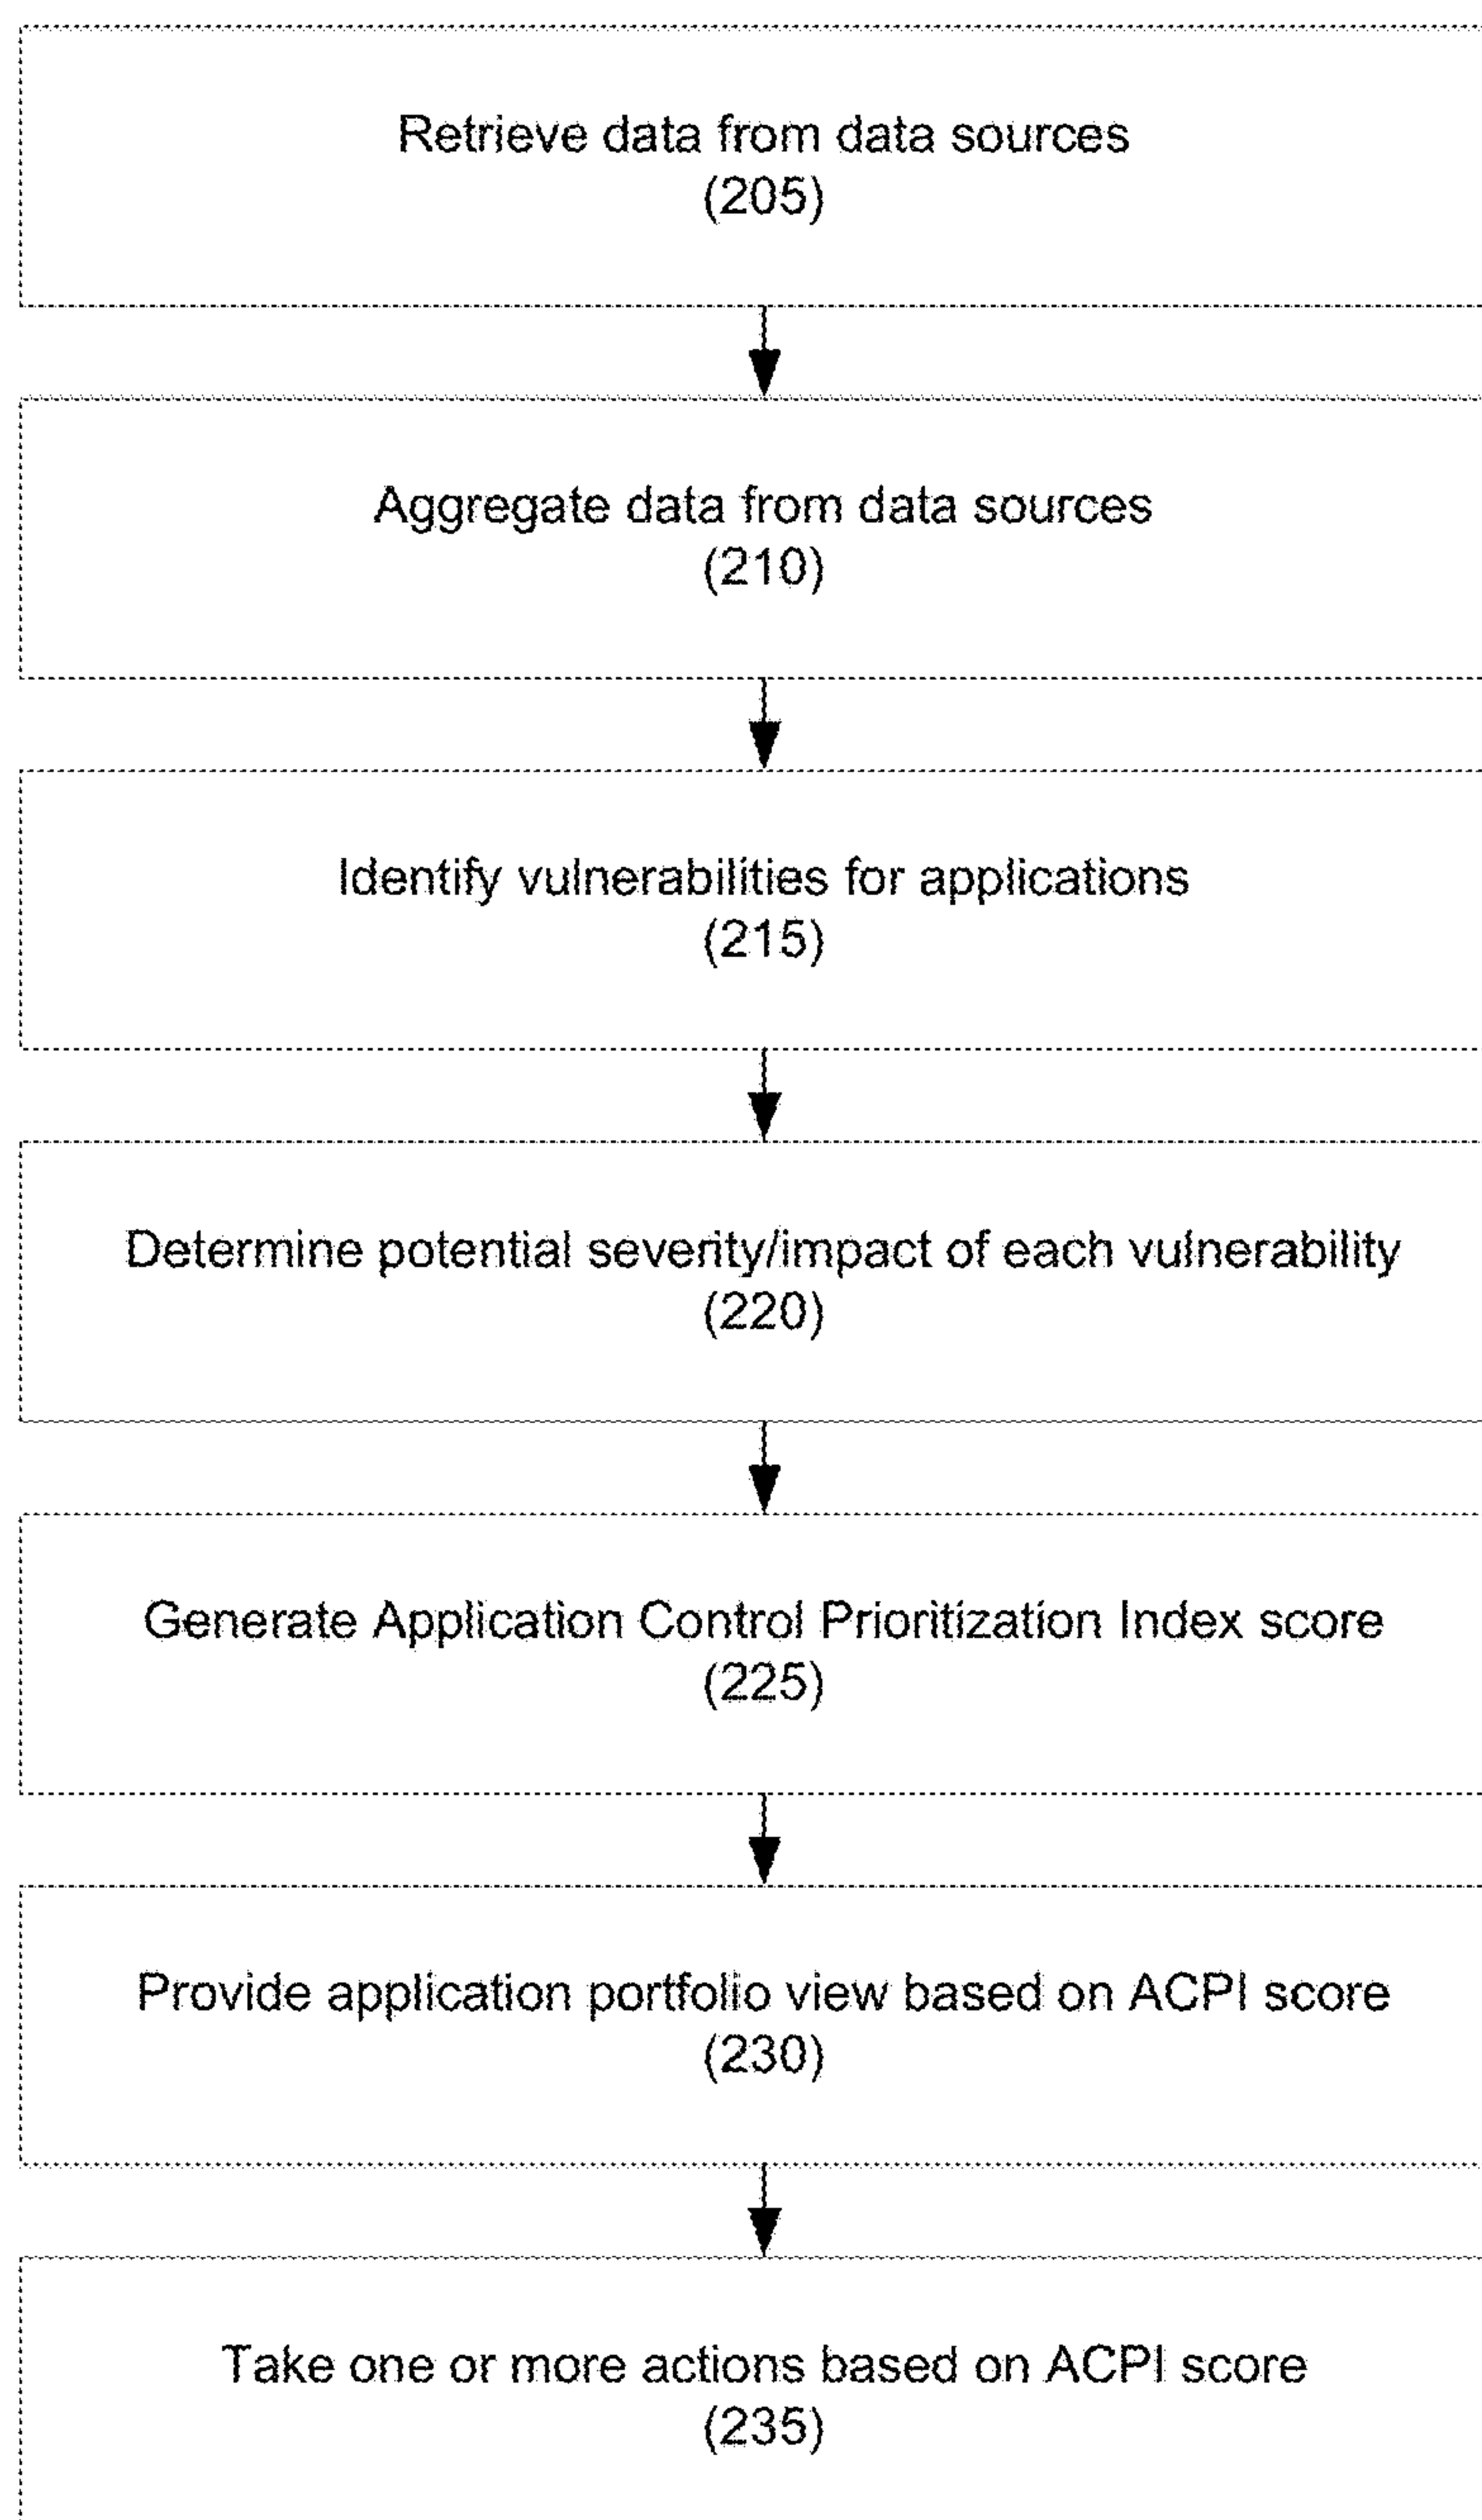 Retrieve data from data sources
(205)
Aggregate data from data sources
(210)
Identify vulnerabilities for applications
(215)
Determine potential severity/impact of each vulnerability
(220)
Generate Application Control Prioritization Index score
(225)
Provide application portfolio view based on ACPI score
(230)
Take one or more actions based on ACPI score
(235)